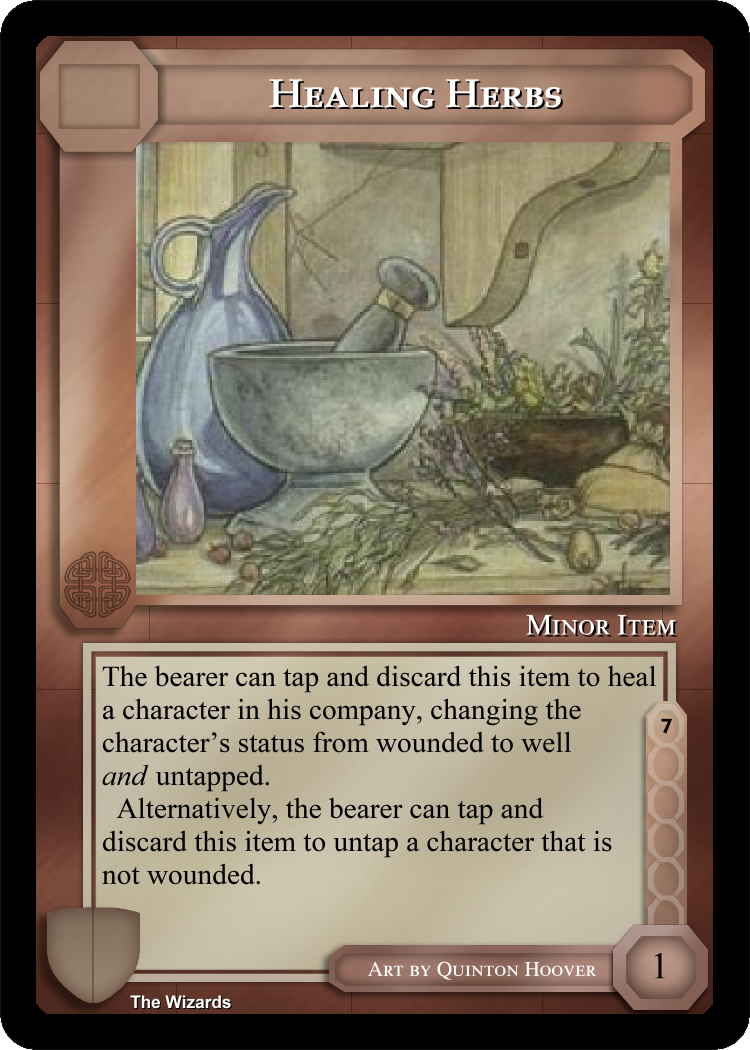 Healing Herbs
Minor Item
The bearer can tap and discard this item to heal
a character in his company, changing the
character’s status from wounded to well
and untapped.
Alternatively, the bearer can tap and
discard this item to untap a character that is
not wounded.
7
Art by Quinton Hoover
1
The Wizards